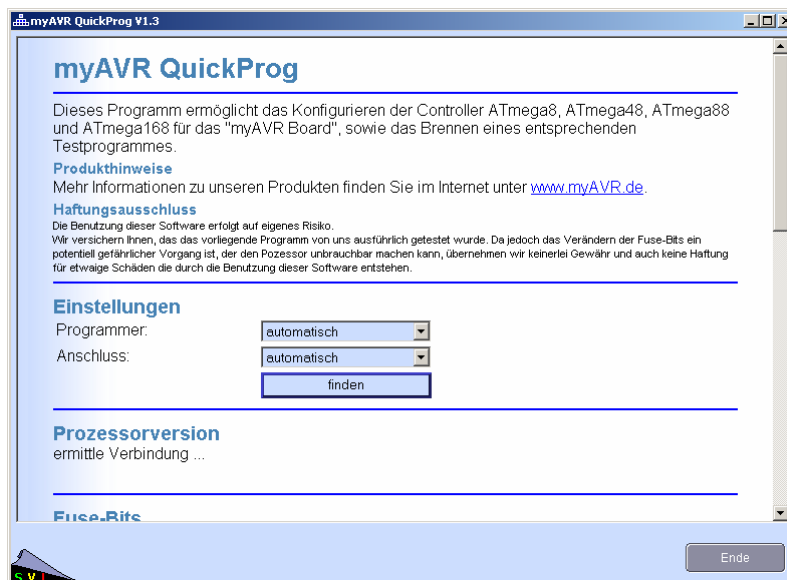 myAVR QuickProg V1.3
myAVR QuickProg
Dieses Programm ermöglicht das Konfigurieren der Controller ATmega8, ATmega48, ATmega88
und ATmega168 für das "myAVR Board", sowie das Brennen eines entsprechenden
Testprogrammes.
Produkthinweise
Mehr Informationen zu unseren Produkten finden Sie im Internet unter www.myAVR.de.
Haftungsausschluss
Die Benutzung dieser Software erfolgt auf eigenes Risiko.
Wir versichern Ihnen, das das vorliegende Programm von uns ausführlich getestet wurde. Da jedoch das Verändern der Fuse-Bits ein
potentiell gefährlicher Vorgang ist, der den Pozessor unbrauchbar machen kann, übernehmen wir keinerlei Gewähr und auch keine Haftung
für etwaige Schäden die durch die Benutzung dieser Software entstehen.
Einstellungen
Programmer: automatisch
Anschluss: automatisch
finden
Prozessorversion
ermittle Verbindung ...
Fuse-Bits
Ende
S V I